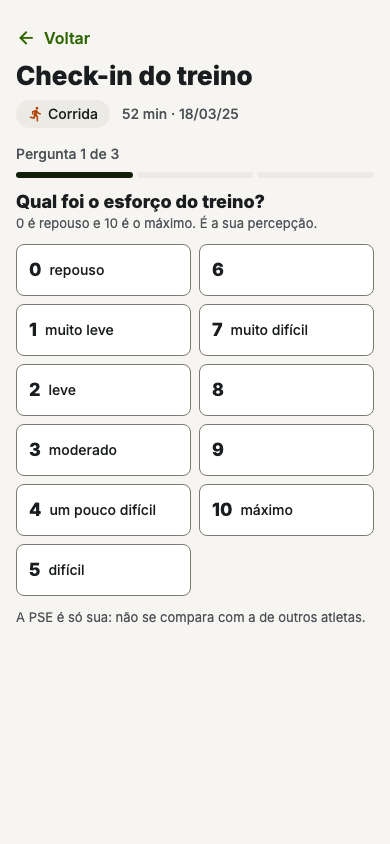 Voltar
Check-in do treino
Corrida
52 min · 18/03/25
Pergunta 1 de 3
Qual foi o esforço do treino?
0 é repouso e 10 é o máximo. É a sua percepção.
0 repouso
1 muito leve
2 leve
3 moderado
4 um pouco difícil
5 difícil
6
7 muito difícil
8
9
10 máximo
A PSE é só sua: não se compara com a de outros atletas.